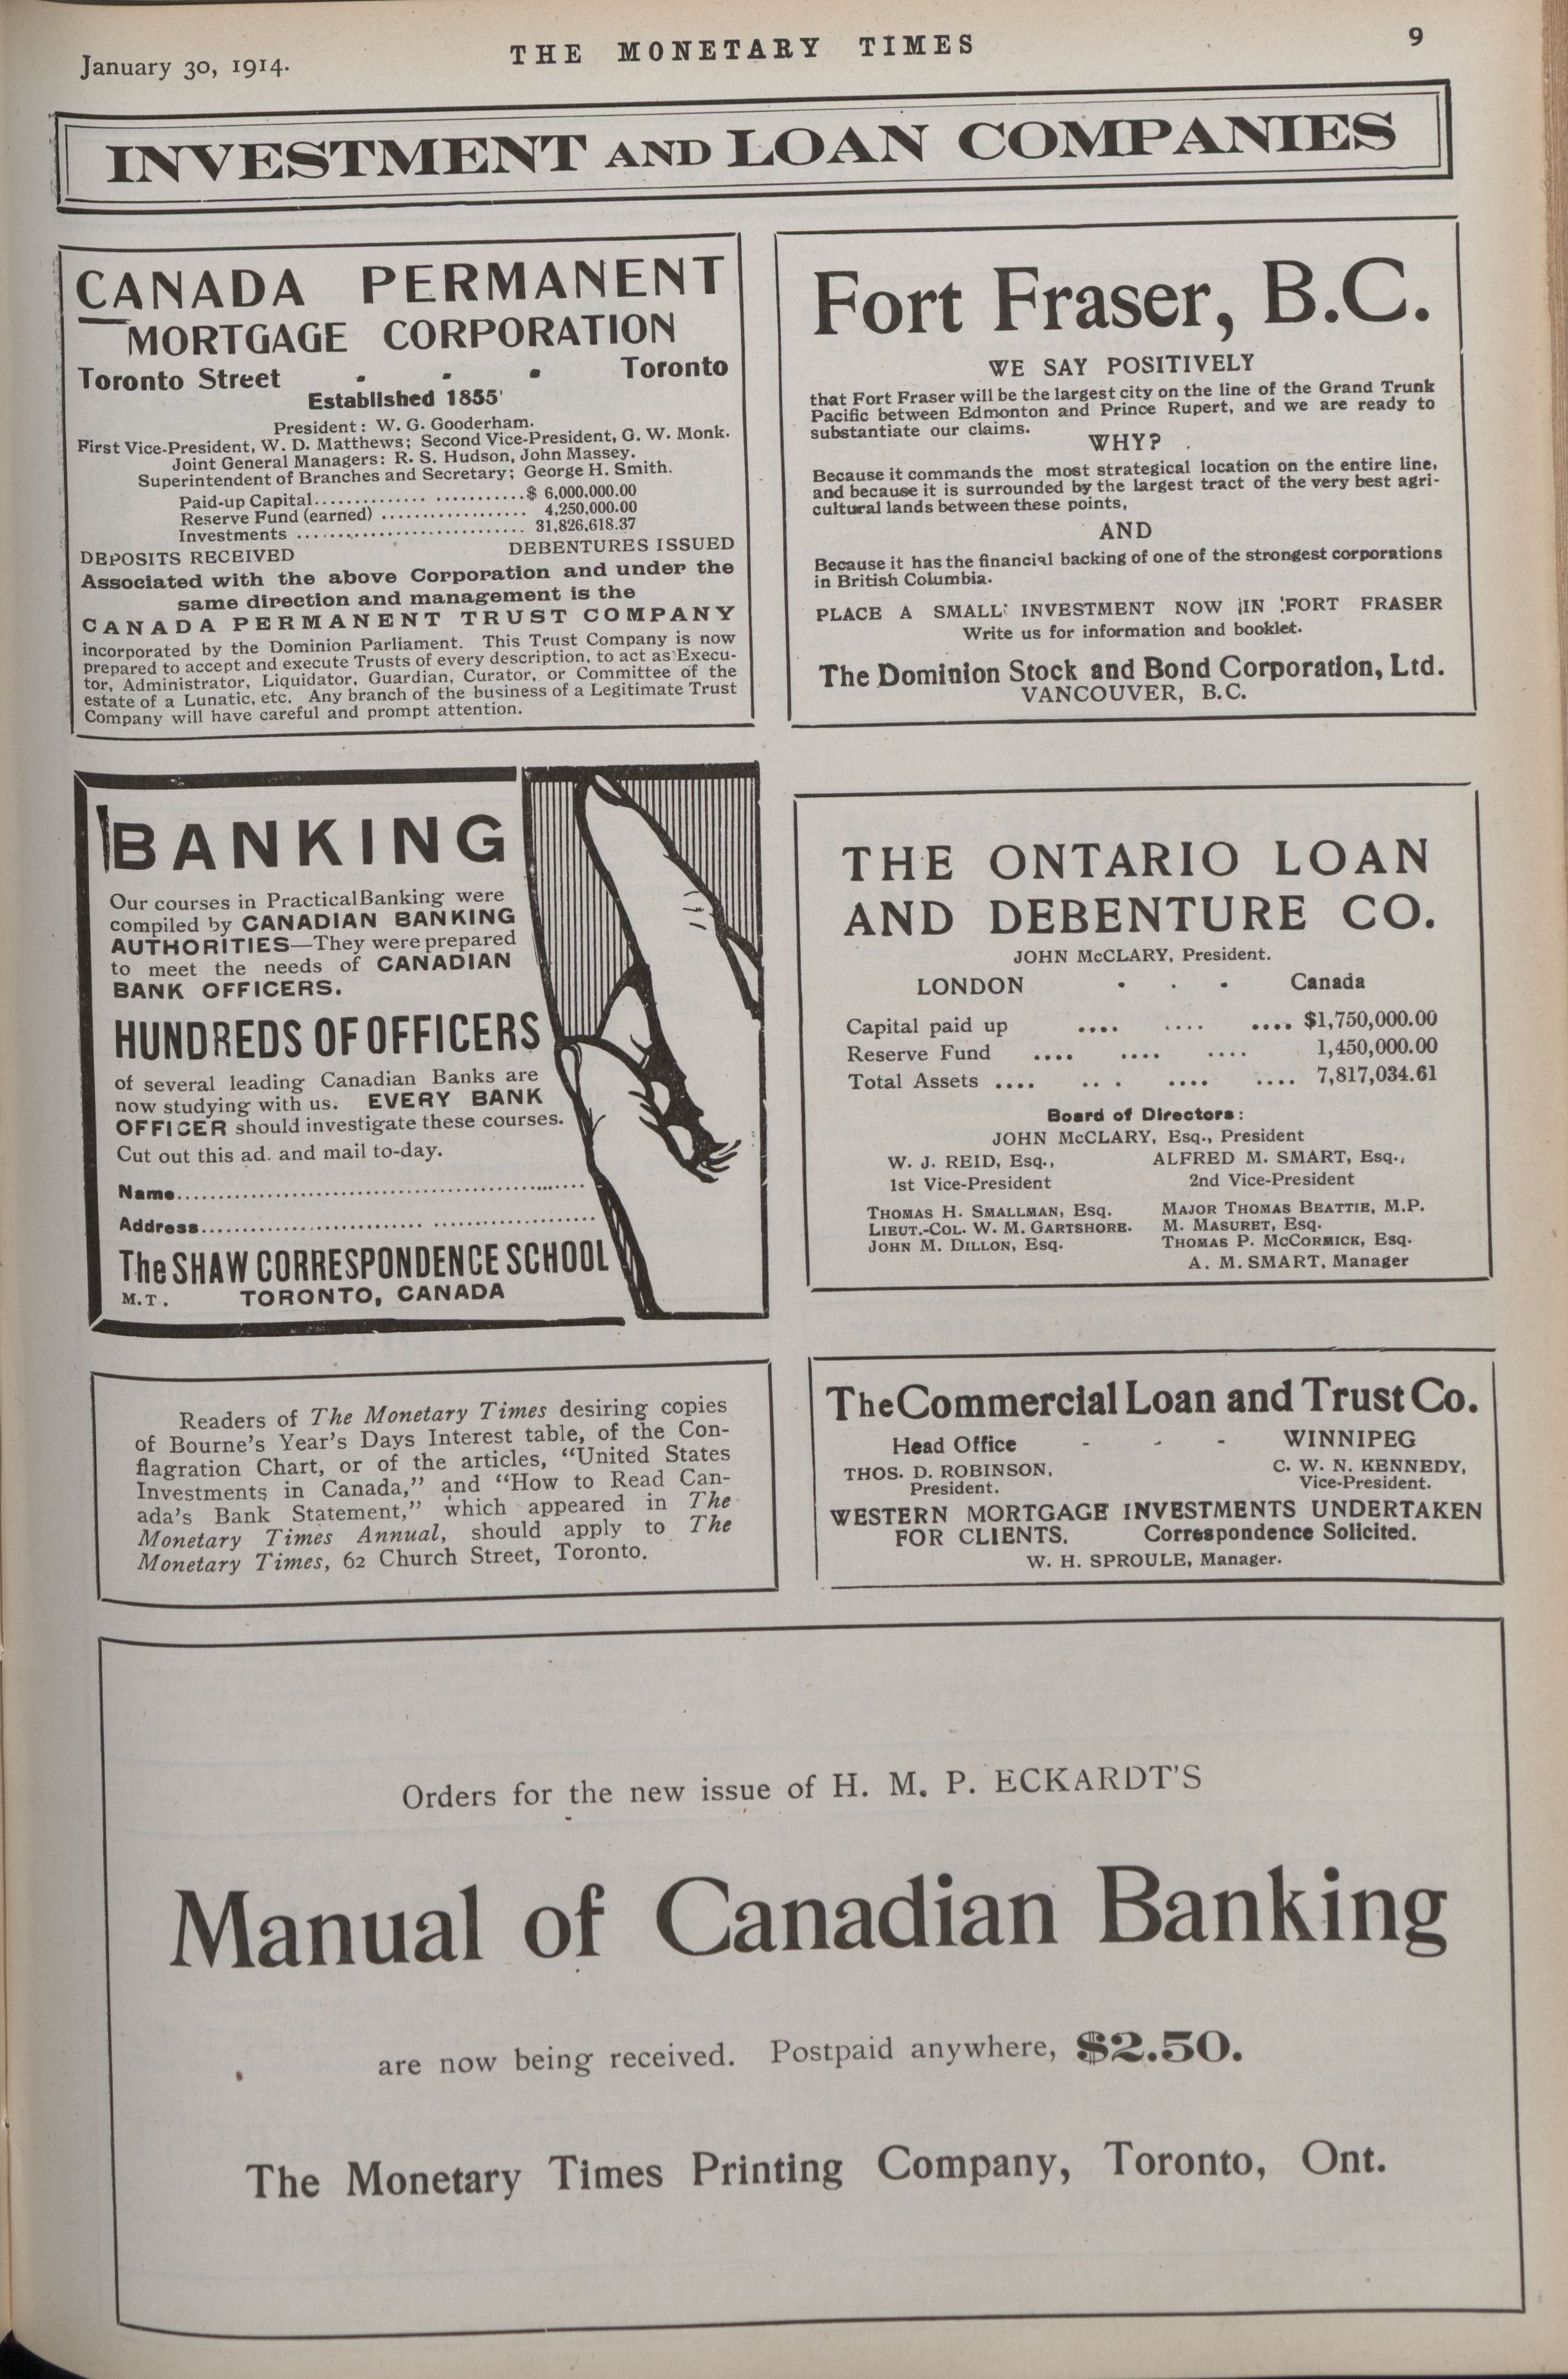 January 30, 1914.
THE MONETARY TIMES
9
INVESTMENT AND LOAN COMPANIES
CANADA PERMANENT
MORTGAGE CORPORATION
Toronto Street - - - Toronto
Established 1855
President: W. G. Gooderham.
First Vice-President, W. D. Matthews; Second Vice-President, G. W. Monk.
Joint General Managers: R. S. Hudson, John Massey.
Superintendent of Branches and Secretary; George H. Smith.
Paid-up Capital.........................$ 6,000,000.00
Reserve Fund (earned) .................. 4,250,000.00
Investments ............................ 31,826,618.37
DEPOSITS RECEIVED DEBENTURES ISSUED
Associated with the above Corporation and under the
same direction and management is the
CANADA PERMANENT TRUST COMPANY
incorporated by the Dominion Parliament. This Trust Company is now
prepared to accept and execute Trusts of every description, to act as Execu-
tor, Administrator, Liquidator, Guardian, Curator, or Committee of the
estate of a Lunatic, etc. Any branch of the business of a Legitimate Trust
Company will have careful and prompt attention.
Fort Fraser, B.C.
WE SAY POSITIVELY
that Fort Fraser will be the largest city on the line of the Grand Trunk
Pacific between Edmonton and Prince Rupert, and we are ready to
substantiate our claims.
WHY?
Because it commands the most strategical location on the entire line,
and because it is surrounded by the largest tract of the very best agri-
cultural lands between these points,
AND
Because it has the financial backing of one of the strongest corporations
in British Columbia.
PLACE A SMALL INVESTMENT NOW IN FORT FRASER
Write us for information and booklet.
The Dominion Stock and Bond Corporation, Ltd.
VANCOUVER, B.C.
BANKING
Our courses in Practical Banking were
compiled by CANADIAN BANKING
AUTHORITIES—They were prepared
to meet the needs of CANADIAN
BANK OFFICERS.
HUNDREDS OF OFFICERS
of several leading Canadian Banks are
now studying with us. EVERY BANK
OFFICER should investigate these courses.
Cut out this ad. and mail to-day.
Name..................................................
Address..................................................
The SHAW CORRESPONDENCE SCHOOL
M.T. TORONTO, CANADA
THE ONTARIO LOAN
AND DEBENTURE CO.
JOHN McCLARY, President.
LONDON - - - Canada
Capital paid up .... .... .... $1,750,000.00
Reserve Fund .... .... .... 1,450,000.00
Total Assets .... .... .... .... 7,817,034.61
Board of Directors:
JOHN McCLARY, Esq., President
W. J. REID, Esq., ALFRED M. SMART, Esq.,
1st Vice-President 2nd Vice-President
THOMAS H. SMALLMAN, Esq. MAJOR THOMAS BEATTIE, M.P.
LIEUT.-COL. W. M. GARTSHORE. M. MASURET, Esq.
JOHN M. DILLON, Esq. THOMAS P. McCORMICK, Esq.
A. M. SMART, Manager
Readers of The Monetary Times desiring copies
of Bourne's Year's Days Interest table, of the Con-
flagration Chart, or of the articles, "United States
Investments in Canada," and "How to Read Can-
ada's Bank Statement," which appeared in The
Monetary Times Annual, should apply to The
Monetary Times, 62 Church Street, Toronto.
The Commercial Loan and Trust Co.
Head Office - - - WINNIPEG
THOS. D. ROBINSON, C. W. N. KENNEDY,
President. Vice-President.
WESTERN MORTGAGE INVESTMENTS UNDERTAKEN
FOR CLIENTS. Correspondence Solicited.
W. H. SPROULE, Manager.
Orders for the new issue of H. M. P. ECKARDT'S
Manual of Canadian Banking
are now being received. Postpaid anywhere, $2.50.
The Monetary Times Printing Company, Toronto, Ont.